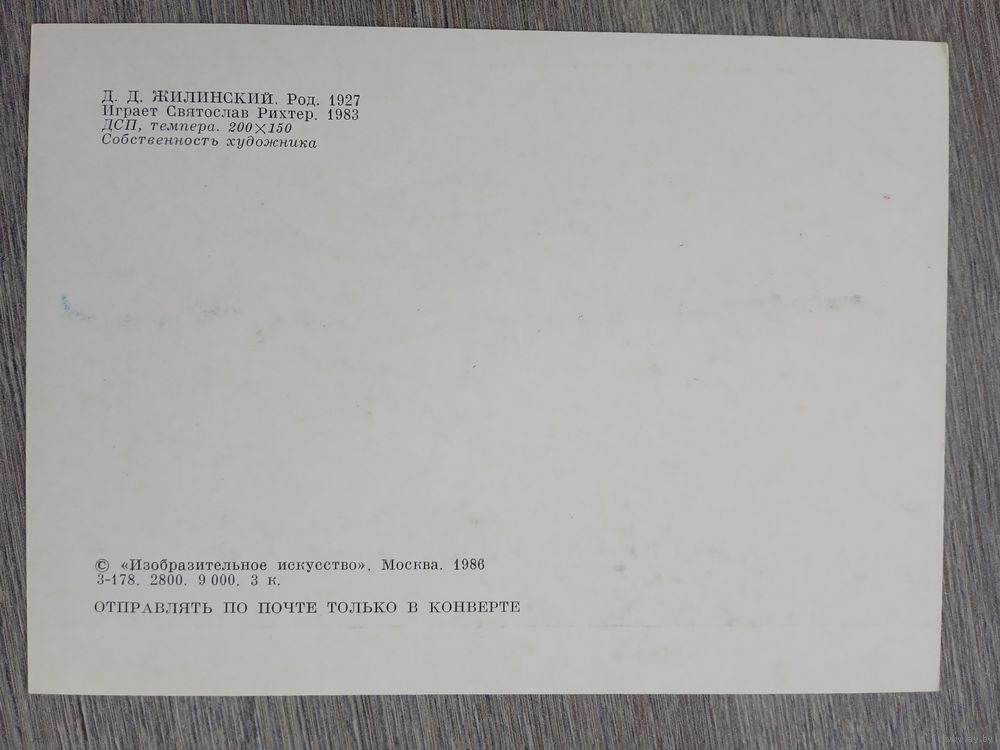 Д. Д. ЖИЛИНСКИЙ. Род. 1927
Играет Святослав Рихтер. 1983
ДСП, темпера. 200×150
Собственность художника
© «Изобразительное искусство». Москва. 1986
3-178. 2800. 9 000. 3 к.
ОТПРАВЛЯТЬ ПО ПОЧТЕ ТОЛЬКО В КОНВЕРТЕ